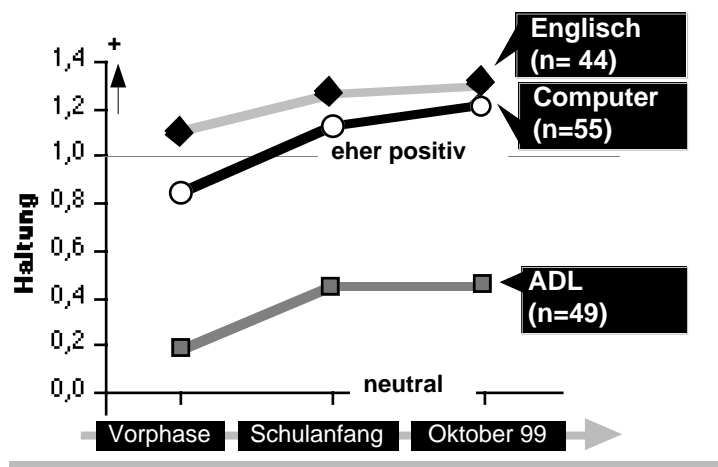 Englisch
(n= 44)
+
1,4
1,2
Computer
(n=55)
1,0
eher positiv
0,8
0,6
0,4
0,2
0,0
Haltung
ADL
(n=49)
neutral
Vorphase Schulanfang Oktober 99